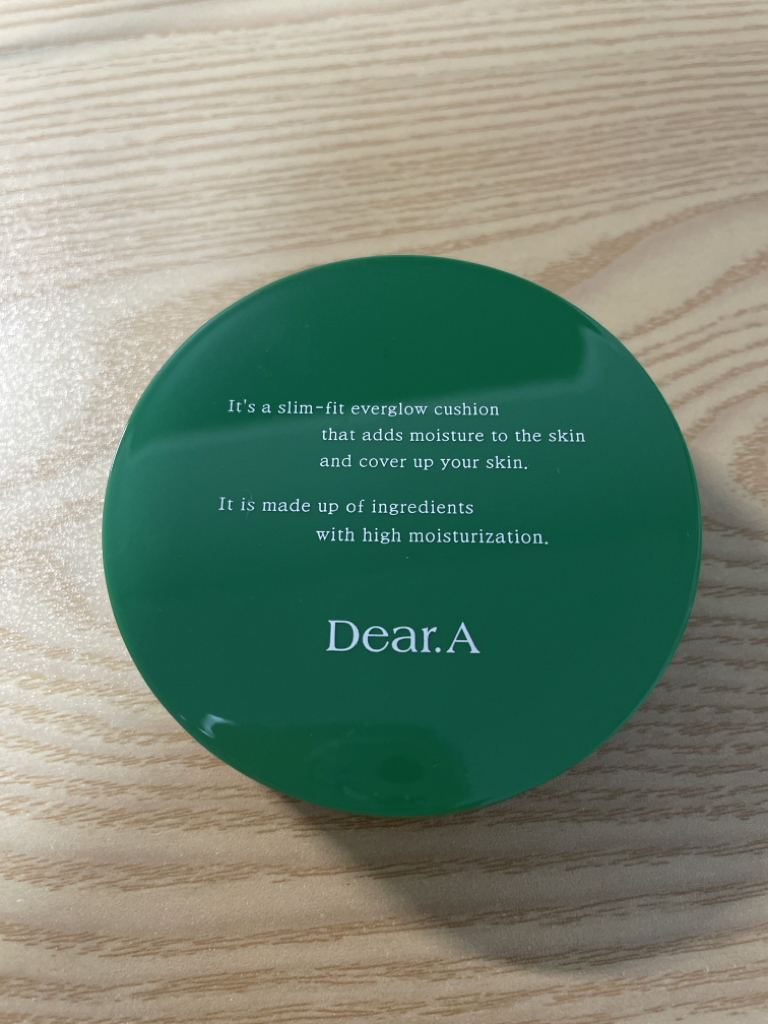 It's a slim-fit everglow cushion
that adds moisture to the skin
and cover up your skin.
It is made up of ingredients
with high moisturization.
Dear.A